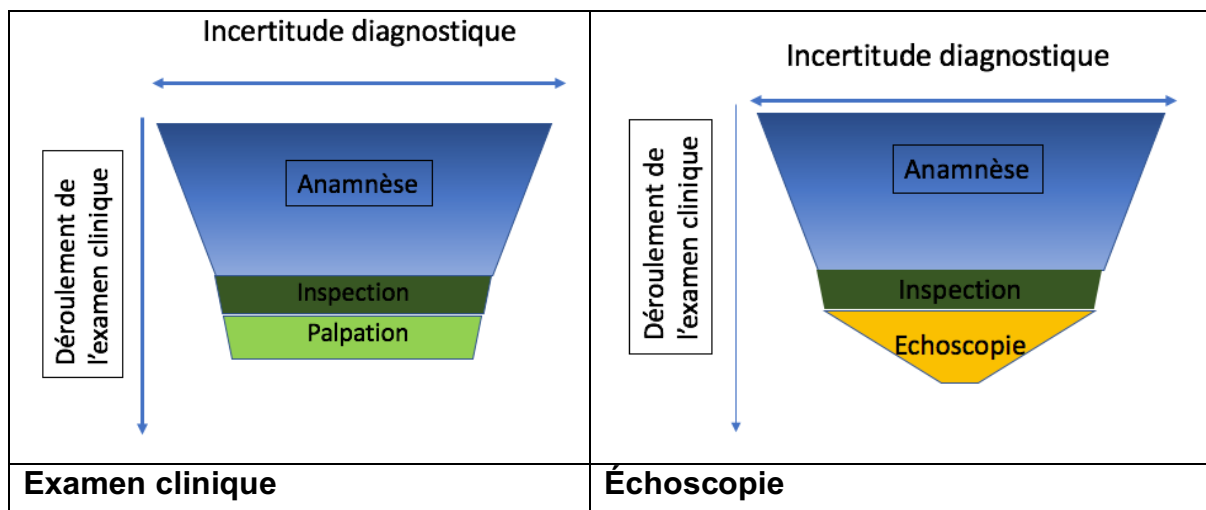 Incertitude diagnostique
Déroulement de
l’examen clinique
Anamnèse
Inspection
Palpation
Examen clinique
Incertitude diagnostique
Déroulement de
l’examen clinique
Anamnèse
Inspection
Echoscopie
Échoscopie